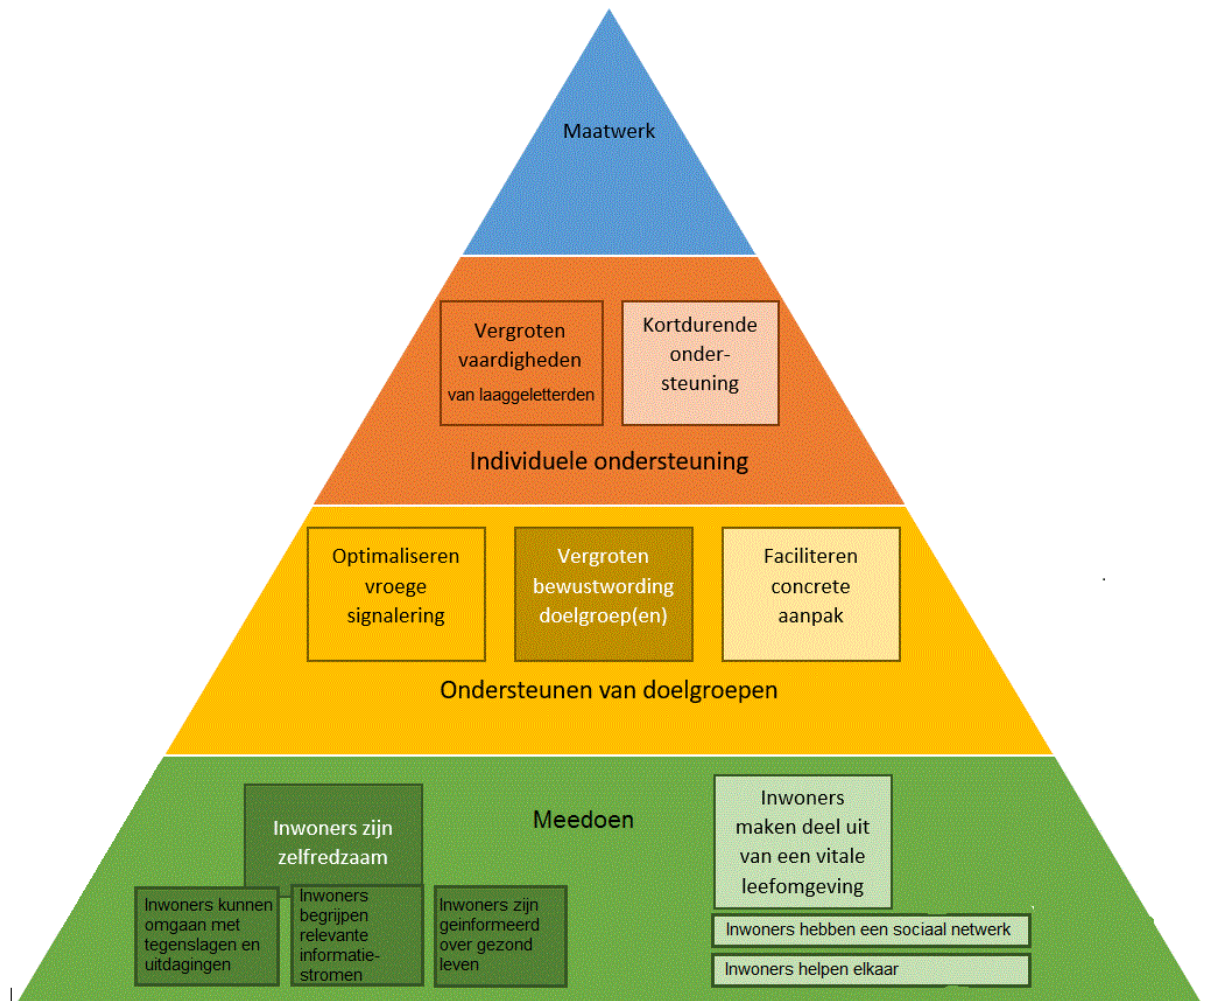 Maatwerk
Vergroten
vaardigheden
van laaggeletterden
Kortdurende
onder-
steuning
Individuele ondersteuning
Optimaliseren
vroege
signalering
Vergroten
bewustwording
doelgroep(en)
Faciliteren
concrete
aanpak
Ondersteunen van doelgroepen
Inwoners zijn
zelfredzaam
Meedoen
Inwoners
maken deel uit
van een vitale
leefomgeving
Inwoners kunnen
omgaan met
tegenslagen en
uitdagingen
Inwoners
begrijpen
relevante
informatie-
stromen
Inwoners zijn
geinformeerd
over gezond
leven
Inwoners hebben een sociaal netwerk
Inwoners helpen elkaar